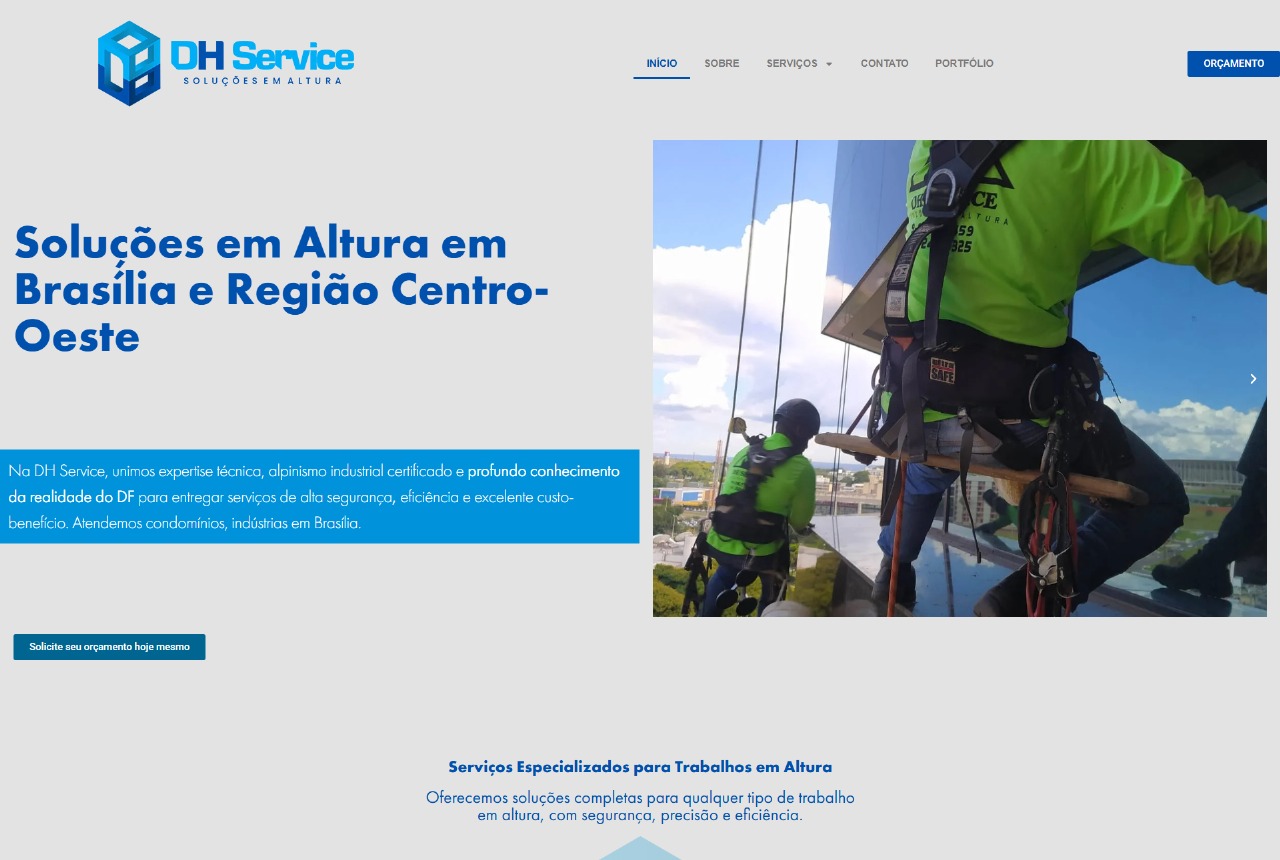 DH Service
SOLUÇÕES EM ALTURA
INÍCIO
SOBRE
SERVIÇOS
CONTATO
PORTFÓLIO
ORÇAMENTO
Soluções em Altura em
Brasília e Região Centro-
Oeste
Na DH Service, unimos expertise técnica, alpinismo industrial certificado e profundo conhecimento
da realidade do DF para entregar serviços de alta segurança, eficiência e excelente custo-
benefício. Atendemos condomínios, indústrias em Brasília.
SAFE
Solicite seu orçamento hoje mesmo
Serviços Especializados para Trabalhos em Altura
Oferecemos soluções completas para qualquer tipo de trabalho
em altura, com segurança, precisão e eficiência.